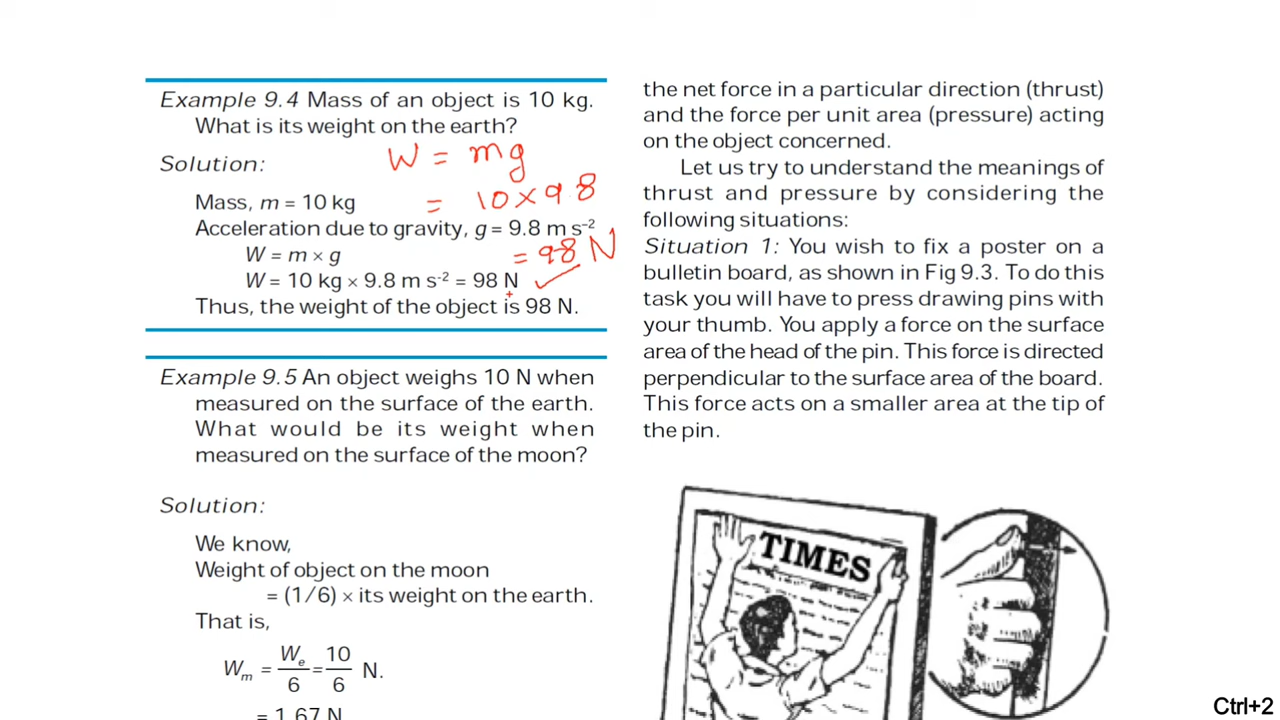 Example 9.4 Mass of an object is 10 kg.
What is its weight on the earth?
Solution:
W = mg
Mass, m = 10 kg
= 10 × 9.8
Acceleration due to gravity, g = 9.8 m s⁻²
W = m × g
= 98 N
W = 10 kg × 9.8 m s⁻² = 98 N
Thus, the weight of the object is 98 N.
Example 9.5 An object weighs 10 N when
measured on the surface of the earth.
What would be its weight when
measured on the surface of the moon?
Solution:
We know,
Weight of object on the moon
= (1/6) × its weight on the earth.
That is,
Wₘ = Wₑ/6 = 10/6 N.
= 1.67 N
the net force in a particular direction (thrust)
and the force per unit area (pressure) acting
on the object concerned.
Let us try to understand the meanings of
thrust and pressure by considering the
following situations:
Situation 1: You wish to fix a poster on a
bulletin board, as shown in Fig 9.3. To do this
task you will have to press drawing pins with
your thumb. You apply a force on the surface
area of the head of the pin. This force is directed
perpendicular to the surface area of the board.
This force acts on a smaller area at the tip of
the pin.
TIMES
Ctrl+2